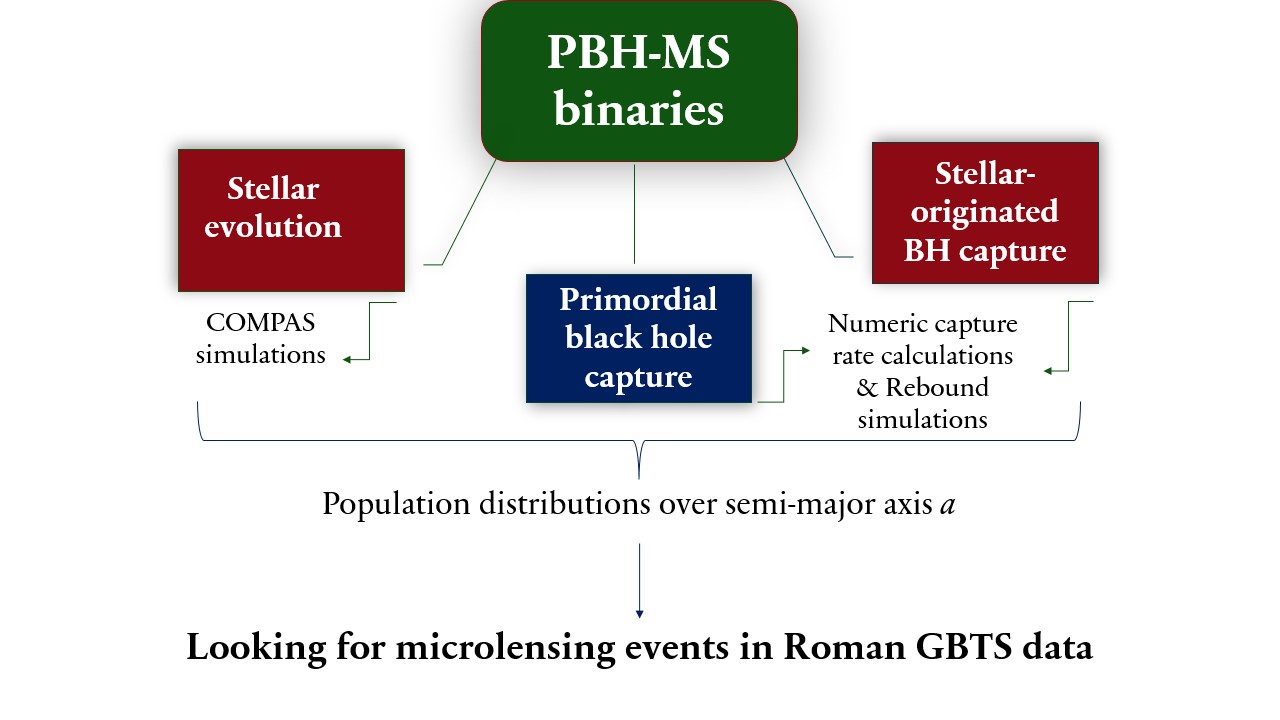 PBH-MS
binaries
Stellar
evolution
Stellar-
originated
BH capture
Primordial
black hole
capture
COMPAS
simulations
Numeric capture
rate calculations
& Rebound
simulations
Population distributions over semi-major axis a
Looking for microlensing events in Roman GBTS data